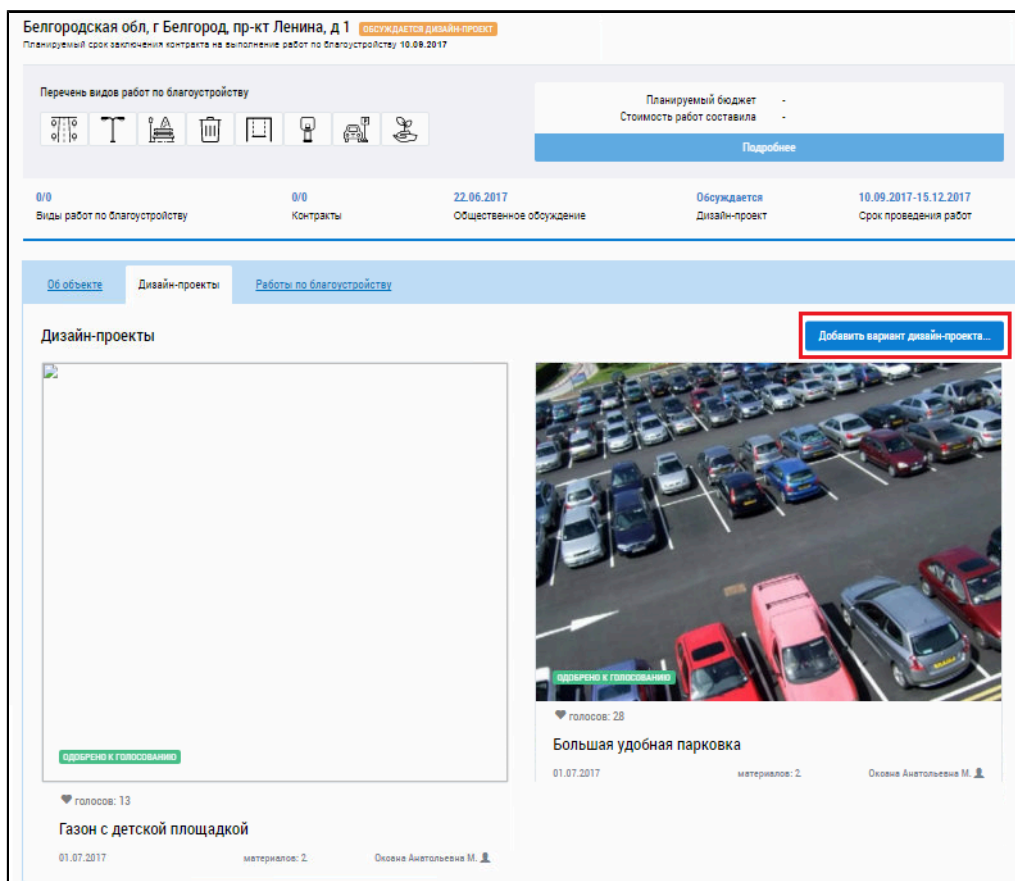 Белгородская обл, г Белгород, пр-кт Ленина, д 1 ОБСУЖДАЕТСЯ ДИЗАЙН-ПРОЕКТ
Планируемый срок заключения контракта на выполнение работ по благоустройству 10.09.2017
Перечень видов работ по благоустройству
Планируемый бюджет -
Стоимость работ составила -
Подробнее
0/0 0/0 22.06.2017 Обсуждается 10.09.2017-15.12.2017
Виды работ по благоустройству Контракты Общественное обсуждение Дизайн-проект Срок проведения работ
Об объекте Дизайн-проекты Работы по благоустройству
Дизайн-проекты Добавить вариант дизайн-проекта...
ОДОБРЕНО К ГОЛОСОВАНИЮ
голосов: 28
Большая удобная парковка
01.07.2017 материалов: 2 Оковна Анатольевна М.
ОДОБРЕНО К ГОЛОСОВАНИЮ
голосов: 13
Газон с детской площадкой
01.07.2017 материалов: 2 Оковна Анатольевна М.